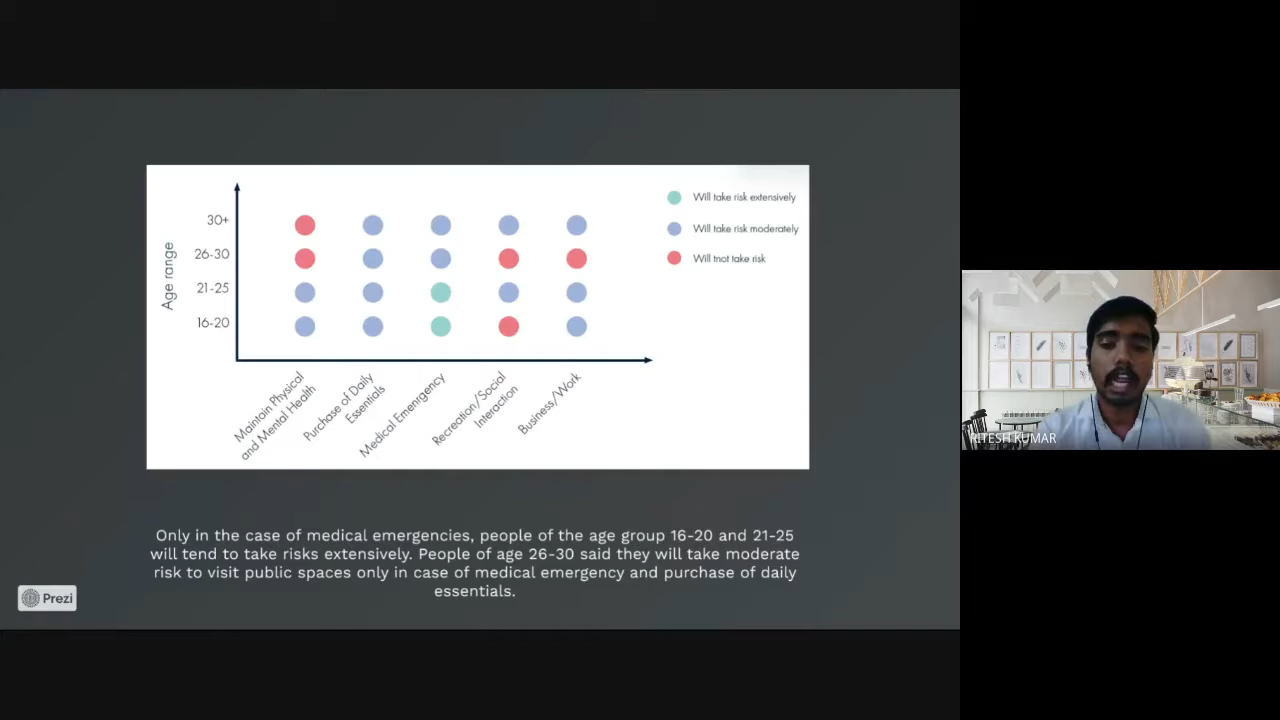 30+
26-30
21-25
16-20
Age range
Maintain Physical
and Mental Health
Purchase of Daily
Essentials
Medical Emenrgency
Recreation/Social
Interaction
Business/Work
Will take risk extensively
Will take risk moderately
Will tnot take risk
Only in the case of medical emergencies, people of the age group 16-20 and 21-25
will tend to take risks extensively. People of age 26-30 said they will take moderate
risk to visit public spaces only in case of medical emergency and purchase of daily
essentials.
Prezi
RITESH KUMAR